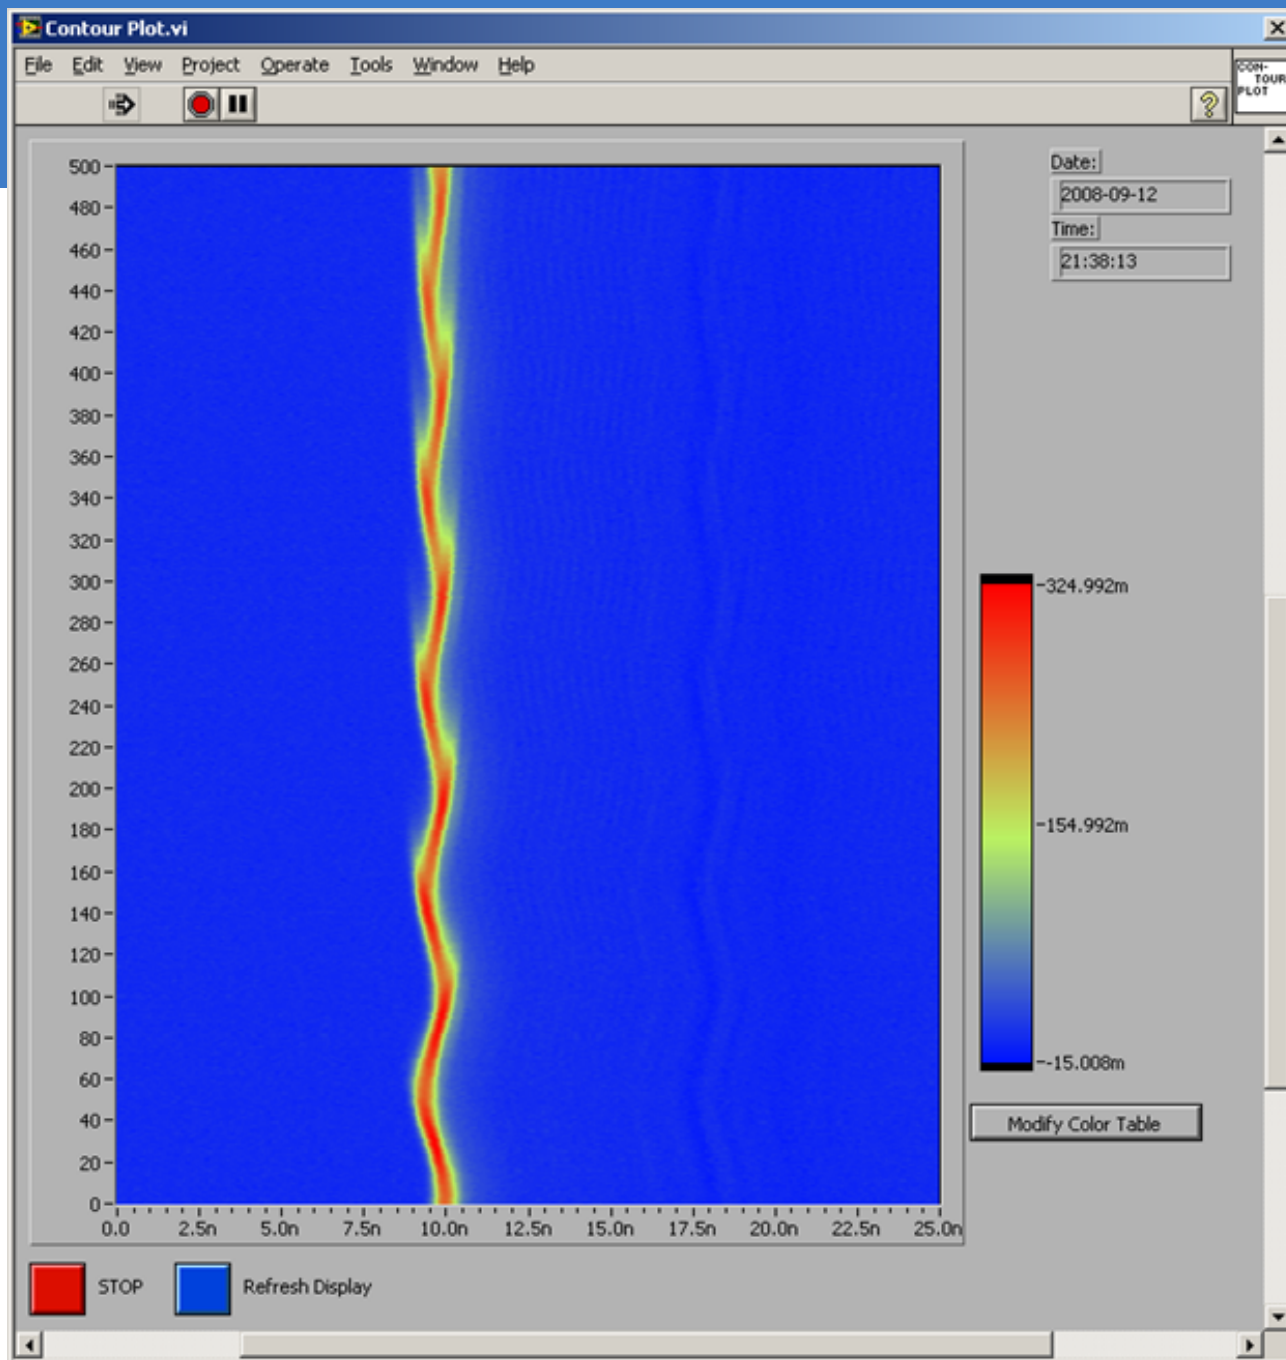 Contour Plot.vi
File Edit View Project Operate Tools Window Help
CON-
TOUR
PLOT
Date:
2008-09-12
Time:
21:38:13
500
480
460
440
420
400
380
360
340
320
300
280
260
240
220
200
180
160
140
120
100
80
60
40
20
0
0.0 2.5n 5.0n 7.5n 10.0n 12.5n 15.0n 17.5n 20.0n 22.5n 25.0n
-324.992m
-154.992m
--15.008m
Modify Color Table
STOP Refresh Display